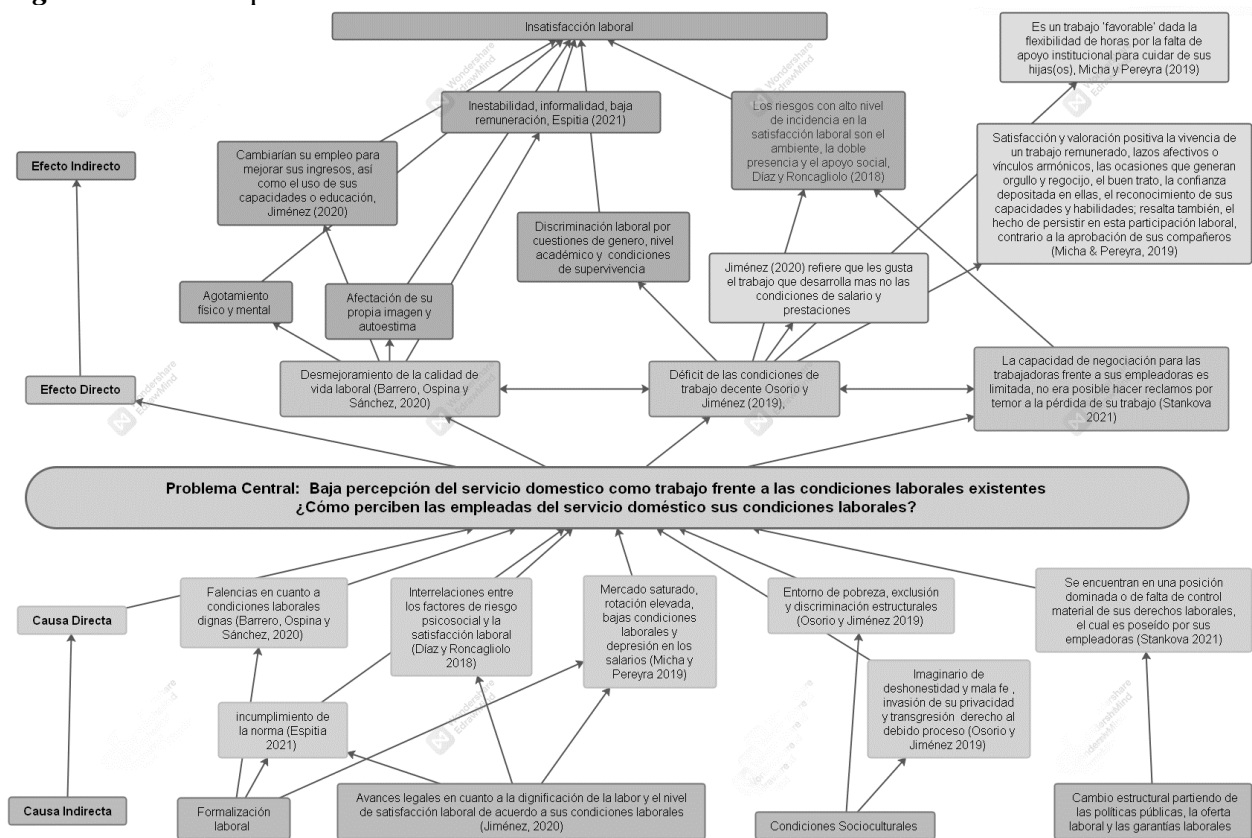 Insatisfacción laboral
Es un trabajo 'favorable' dada la
flexibilidad de horas por la falta de
apoyo institucional para cuidar de sus
hijas(os), Micha y Pereyra (2019)
Inestabilidad, informalidad, baja
remuneración, Espitia (2021)
Los riesgos con alto nivel
de incidencia en la
satisfacción laboral son el
ambiente, la doble
presencia y el apoyo social,
Díaz y Roncagliolo (2018)
Satisfacción y valoración positiva la vivencia de
un trabajo remunerado, lazos afectivos o
vínculos armónicos, las ocasiones que generan
orgullo y regocijo, el buen trato, la confianza
depositada en ellas, el reconocimiento de sus
capacidades y habilidades; resalta también, el
hecho de persistir en esta participación laboral,
contrario a la aprobación de sus compañeros
(Micha & Pereyra, 2019)
Efecto Indirecto
Cambiarían su empleo para
mejorar sus ingresos, así
como el uso de sus
capacidades o educación,
Jiménez (2020)
Discriminación laboral por
cuestiones de genero, nivel
académico y condiciones
de supervivencia
Jiménez (2020) refiere que les gusta
el trabajo que desarrolla mas no las
condiciones de salario y
prestaciones
Agotamiento
físico y mental
Afectación de su
propia imagen y
autoestima
Efecto Directo
Desmejoramiento de la calidad de
vida laboral (Barrero, Ospina y
Sánchez, 2020)
Déficit de las condiciones de
trabajo decente Osorio y
Jiménez (2019),
La capacidad de negociación para las
trabajadoras frente a sus empleadoras es
limitada, no era posible hacer reclamos por
temor a la pérdida de su trabajo (Stankova
2021)
Problema Central: Baja percepción del servicio domestico como trabajo frente a las condiciones laborales existentes
¿Cómo perciben las empleadas del servicio doméstico sus condiciones laborales?
Causa Directa
Falencias en cuanto a
condiciones laborales
dignas (Barrero, Ospina y
Sánchez, 2020)
Interrelaciones entre
los factores de riesgo
psicosocial y la
satisfacción laboral
(Díaz y Roncagliolo
2018)
Mercado saturado,
rotación elevada,
bajas condiciones
laborales y
depresión en los
salarios (Micha y
Pereyra 2019)
Entorno de pobreza, exclusión
y discriminación estructurales
(Osorio y Jiménez 2019)
Se encuentran en una posición
dominada o de falta de control
material de sus derechos laborales,
el cual es poseído por sus
empleadoras (Stankova 2021)
incumplimiento de
la norma (Espitia
2021)
Imaginario de
deshonestidad y mala fe ,
invasión de su privacidad
y transgresión derecho al
debido proceso (Osorio y
Jiménez 2019)
Causa Indirecta
Formalización
laboral
Avances legales en cuanto a la dignificación de la labor y el nivel
de satisfacción laboral de acuerdo a sus condiciones laborales
(Jiménez, 2020)
Condiciones Socioculturales
Cambio estructural partiendo de
las políticas públicas, la oferta
laboral y las garantías laborales
Wondershare
EdrawMind